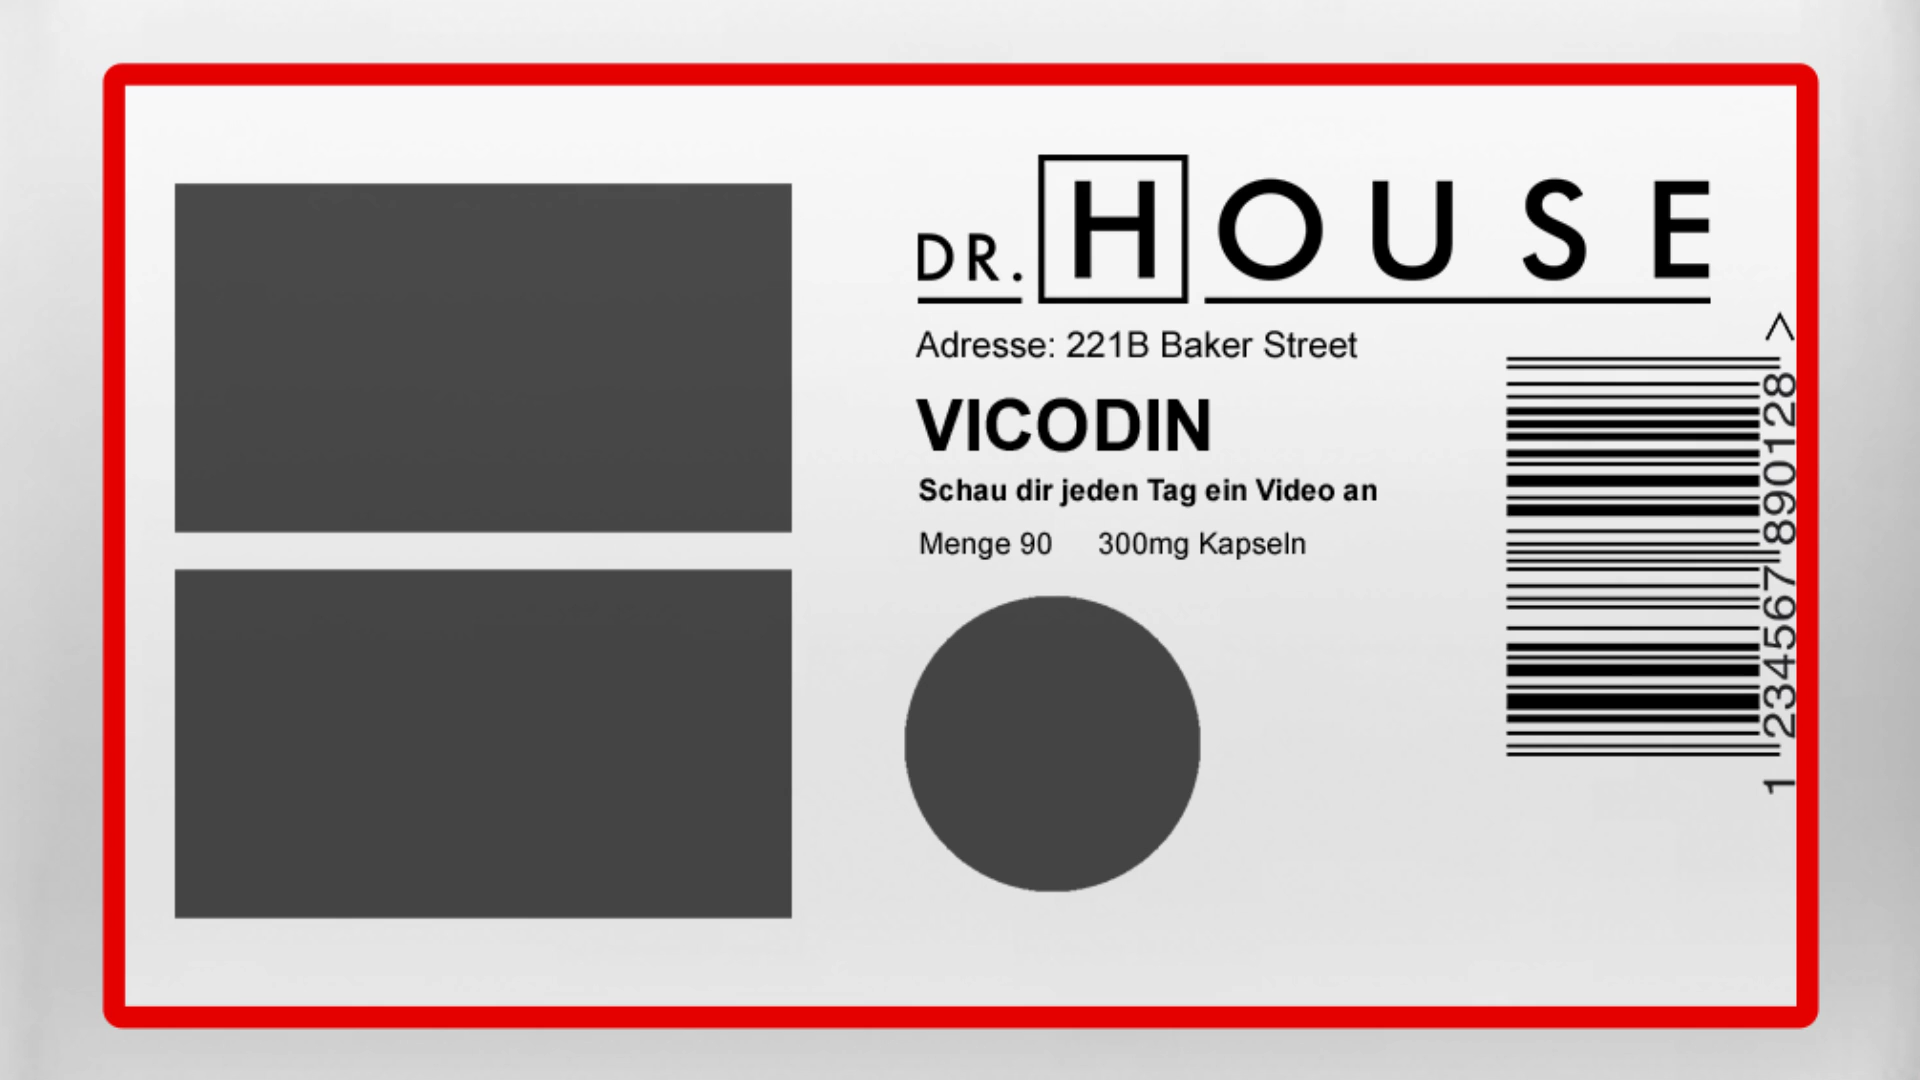 DR. HOUSE
Adresse: 221B Baker Street
VICODIN
Schau dir jeden Tag ein Video an
Menge 90 300mg Kapseln
1 234567 890128 >